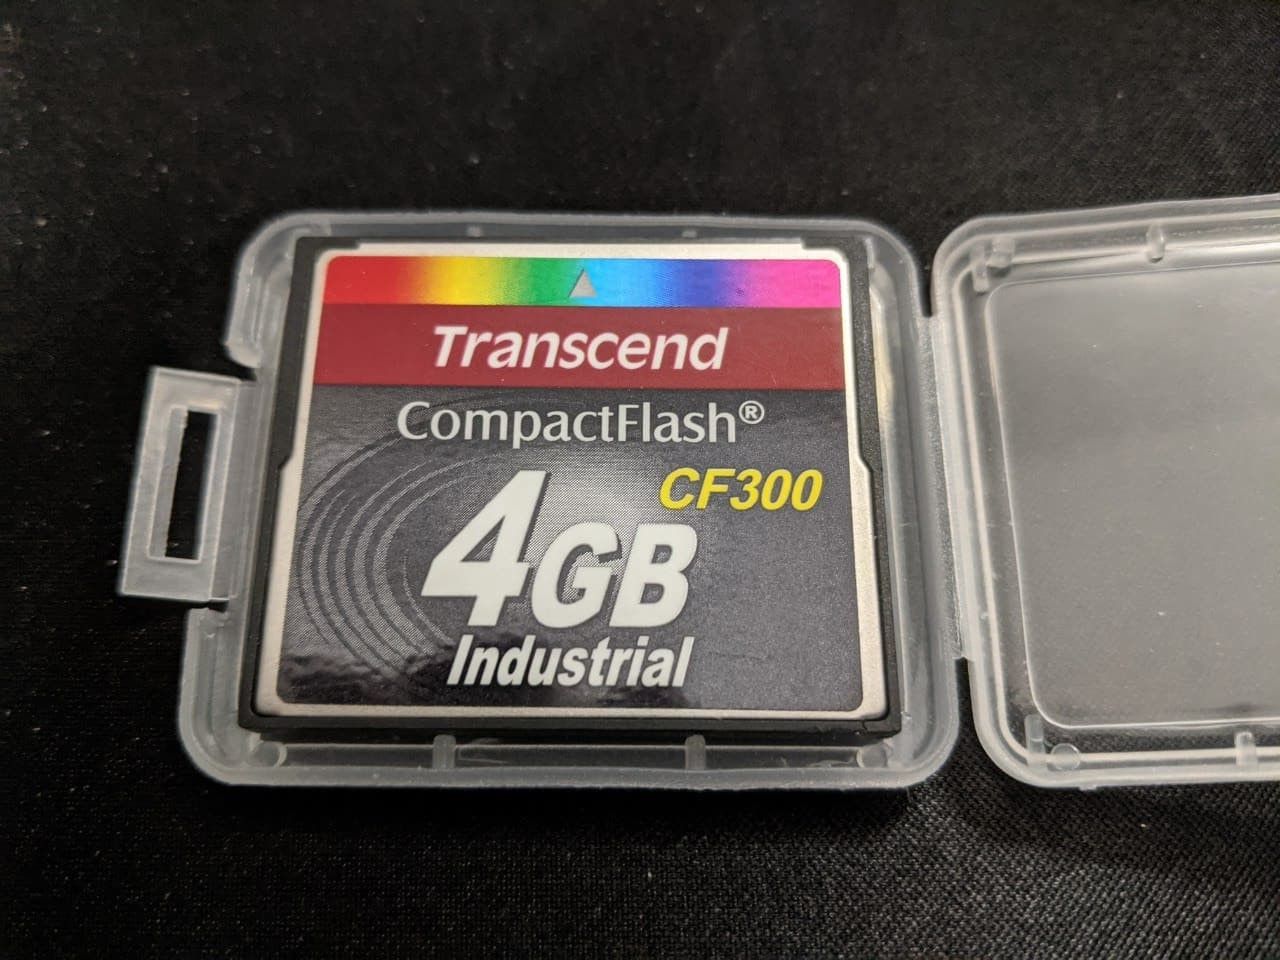 Transcend
CompactFlash®
CF300
4GB
Industrial